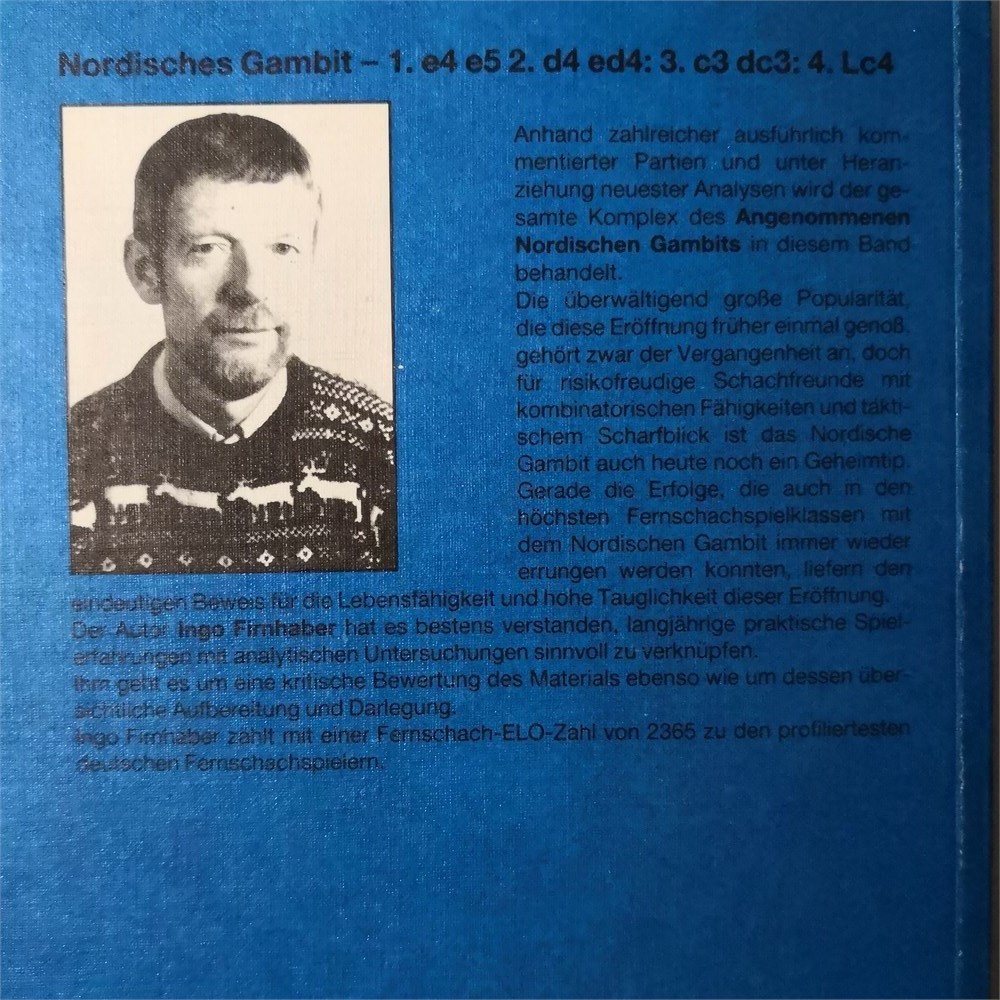 Nordisches Gambit – 1. e4 e5 2. d4 ed4: 3. c3 dc3: 4. Lc4
Anhand zahlreicher ausführlich kom-
mentierter Partien und unter Heran-
ziehung neuester Analysen wird der ge-
samte Komplex des Angenommenen
Nordischen Gambits in diesem Band
behandelt.
Die überwältigend große Popularität,
die diese Eröffnung früher einmal genoß,
gehört zwar der Vergangenheit an, doch
für risikofreudige Schachfreunde mit
kombinatorischen Fähigkeiten und takti-
schem Scharfblick ist das Nordische
Gambit auch heute noch ein Geheimtip.
Gerade die Erfolge, die auch in den
höchsten Fernschachspielklassen mit
dem Nordischen Gambit immer wieder
errungen werden konnten, liefern den
eindeutigen Beweis für die Lebensfähigkeit und hohe Tauglichkeit dieser Eröffnung.
Der Autor Ingo Firnhaber hat es bestens verstanden, langjährige praktische Spiel-
erfahrungen mit analytischen Untersuchungen sinnvoll zu verknüpfen.
Ihm geht es um eine kritische Bewertung des Materials ebenso wie um dessen über-
sichtliche Aufbereitung und Darlegung.
Ingo Firnhaber zählt mit einer Fernschach-ELO-Zahl von 2365 zu den profiliertesten
deutschen Fernschachspielern.